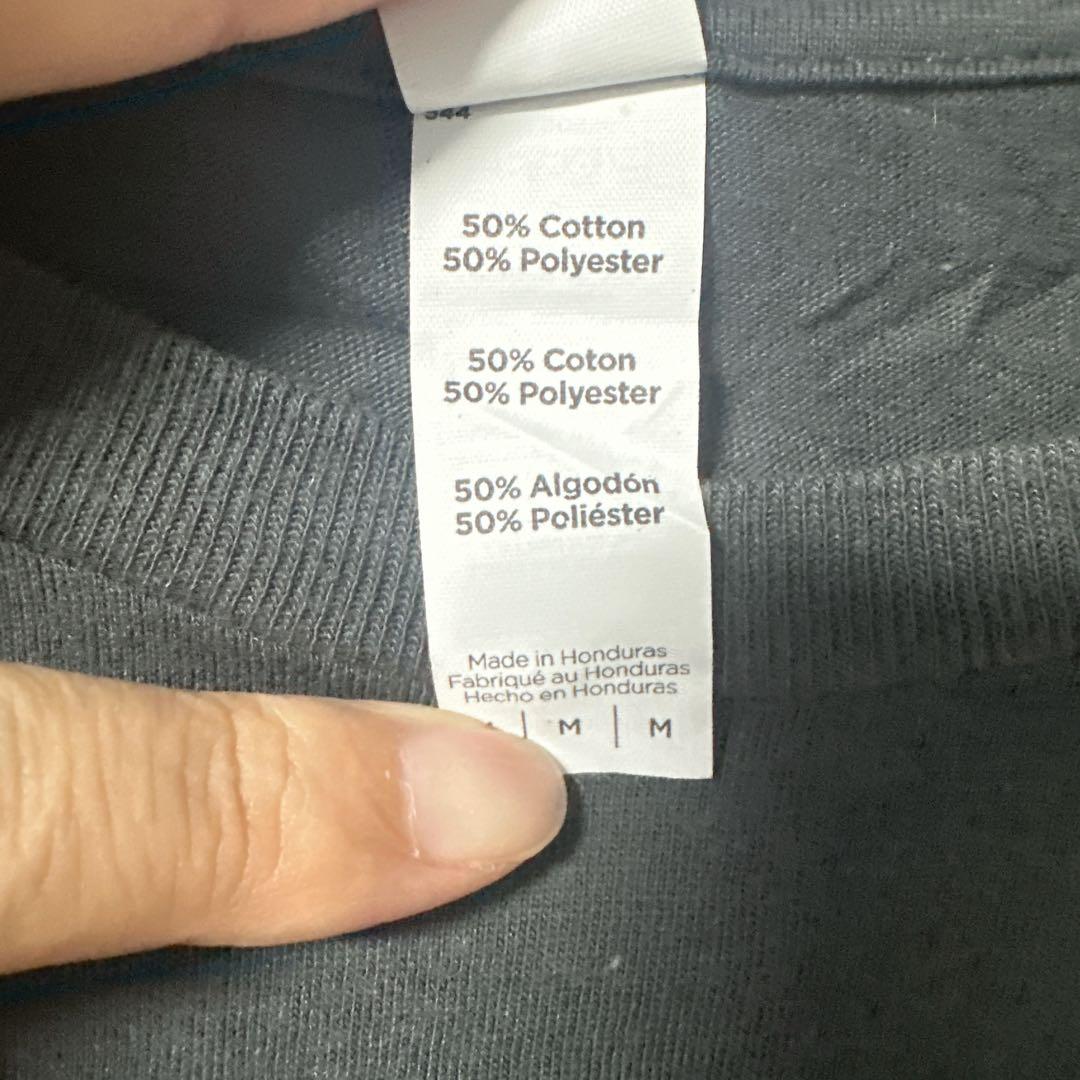 50% Cotton
50% Polyester
50% Coton
50% Polyester
50% Algodón
50% Poliéster
Made in Honduras
Fabriqué au Honduras
Hecho en Honduras
| M | M